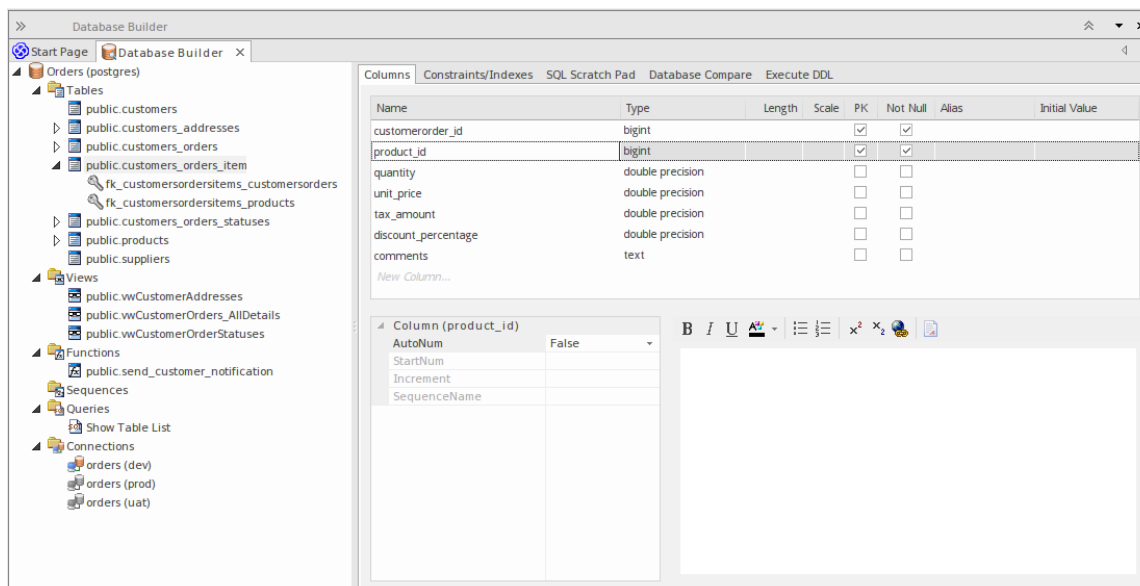 Database Builder
Start Page
Database Builder
Orders (postgres)
Tables
public.customers
public.customers_addresses
public.customers_orders
public.customers_orders_item
fk_customersordersitems_customersorders
fk_customersordersitems_products
public.customers_orders_statuses
public.products
public.suppliers
Views
public.vwCustomerAddresses
public.vwCustomerOrders_AllDetails
public.vwCustomerOrderStatuses
Functions
public.send_customer_notification
Sequences
Queries
Show Table List
Connections
orders (dev)
orders (prod)
orders (uat)
Columns Constraints/Indexes SQL Scratch Pad Database Compare Execute DDL
Name Type Length Scale PK Not Null Alias Initial Value
customerorder_id bigint
product_id bigint
quantity double precision
unit_price double precision
tax_amount double precision
discount_percentage double precision
comments text
New Column...
Column (product_id)
AutoNum False
StartNum
Increment
SequenceName
B I U A x² x₂